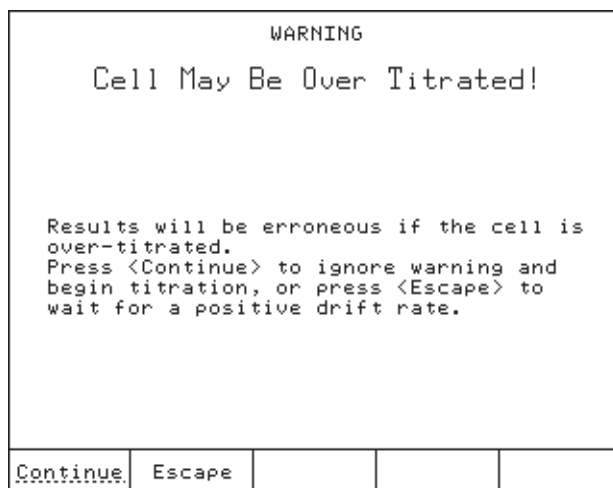 WARNING
Cell May Be Over Titrated!
Results will be erroneous if the cell is
over-titrated.
Press <Continue> to ignore warning and
begin titration, or press <Escape> to
wait for a positive drift rate.
Continue Escape